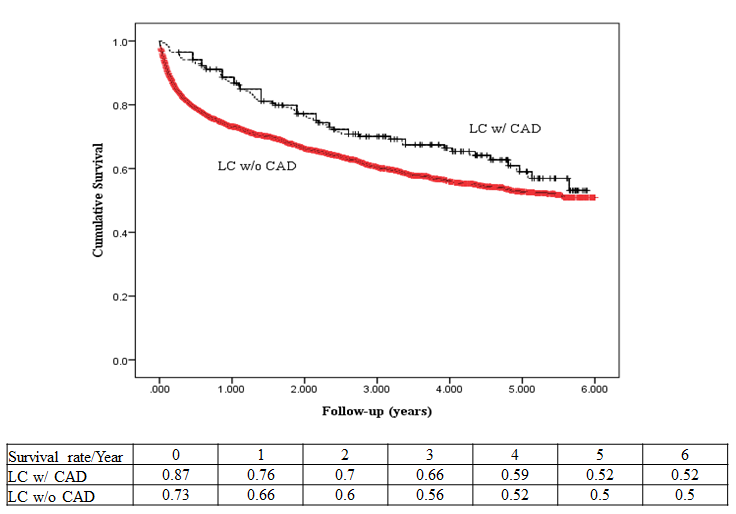 1.0
0.8
0.6
0.4
0.2
0.0
Cumulative Survival
LC w/ CAD
LC w/o CAD
.000 1.000 2.000 3.000 4.000 5.000 6.000
Follow-up (years)
Survival rate/Year 0 1 2 3 4 5 6
LC w/ CAD 0.87 0.76 0.7 0.66 0.59 0.52 0.52
LC w/o CAD 0.73 0.66 0.6 0.56 0.52 0.5 0.5